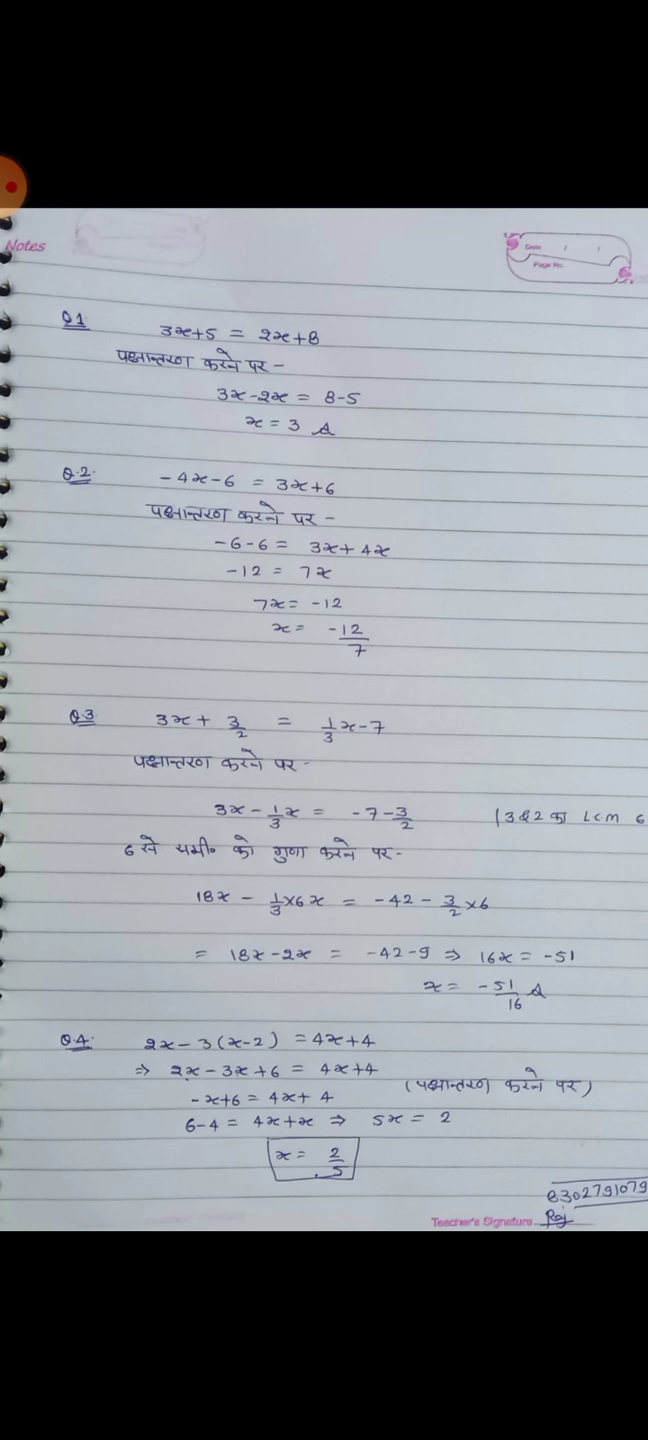 Notes
Date / /
Page No.
Q1 3x+5 = 2x+8
पक्षान्तरण करने पर -
3x-2x = 8-5
x = 3 A
Q.2. -4x-6 = 3x+6
पक्षान्तरण करने पर -
-6-6 = 3x+4x
-12 = 7x
7x = -12
x = -12/7
Q.3 3x + 3/2 = 1/3x-7
पक्षान्तरण करने पर -
3x - 1/3x = -7-3/2 (3&2 का LCM 6
6 से समी० को गुणा करने पर-
18x - 1/3×6x = -42 - 3/2×6
= 18x-2x = -42-9 ⇒ 16x = -51
x = -51/16 A
Q.4. 2x-3(x-2) = 4x+4
⇒ 2x-3x+6 = 4x+4
-x+6 = 4x+4 (पक्षान्तरण करने पर)
6-4 = 4x+x ⇒ 5x = 2
x = 2/5
8302791079
Teacher's Signature Raj